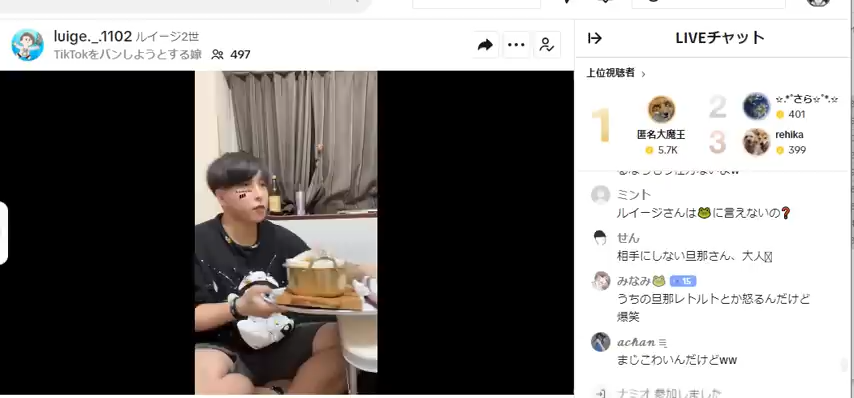 luige._.1102 ルイージ2世
TikTokをバンしようとする嫁 497
LIVEチャット
上位視聴者
1
匿名大魔王
5.7K
2
☆.*ﾟさら☆ﾟ*.☆
401
3
rehika
399
ミント
ルイージさんは🐸に言えないの❓
せん
相手にしない旦那さん、大人
みなみ🐸 15
うちの旦那レトルトとか怒るんだけど
爆笑
achan
まじこわいんだけどww
ナミオ 参加しました